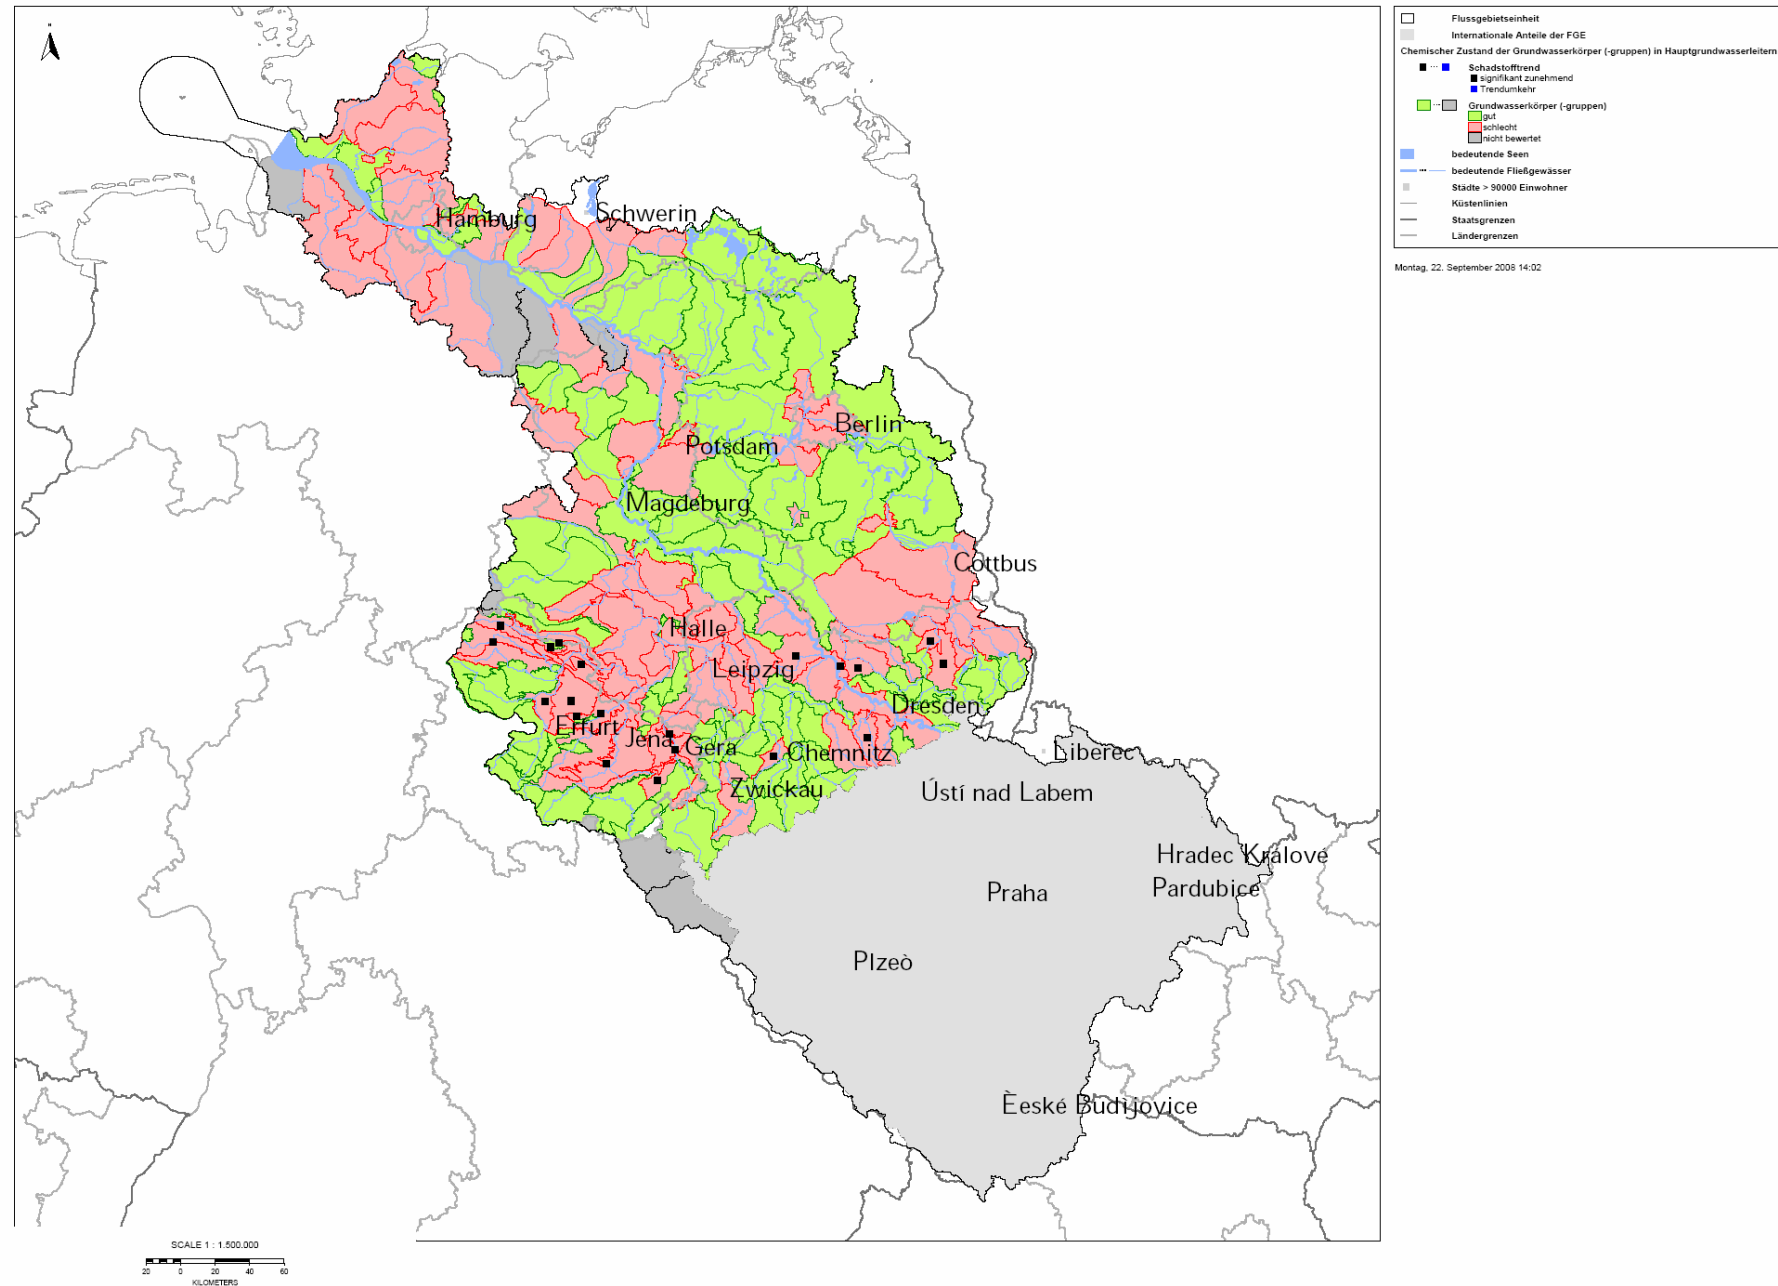 Flussgebietseinheit
Internationale Anteile der FGE
Chemischer Zustand der Grundwasserkörper (-gruppen) in Hauptgrundwasserleitern
Schadstofftrend
signifikant zunehmend
Trendumkehr
Grundwasserkörper (-gruppen)
gut
schlecht
nicht bewertet
bedeutende Seen
bedeutende Fließgewässer
Städte > 90000 Einwohner
Küstenlinien
Staatsgrenzen
Ländergrenzen
Montag, 22. September 2008 14:02
Hamburg
Schwerin
Berlin
Potsdam
Magdeburg
Cottbus
Halle
Leipzig
Dresden
Erfurt
Jena
Gera
Chemnitz
Zwickau
Liberec
Ústí nad Labem
Hradec Králové
Pardubice
Praha
Plzeò
Èeské Budìjovice
SCALE 1 : 1.500.000
20 0 20 40 60
KILOMETERS